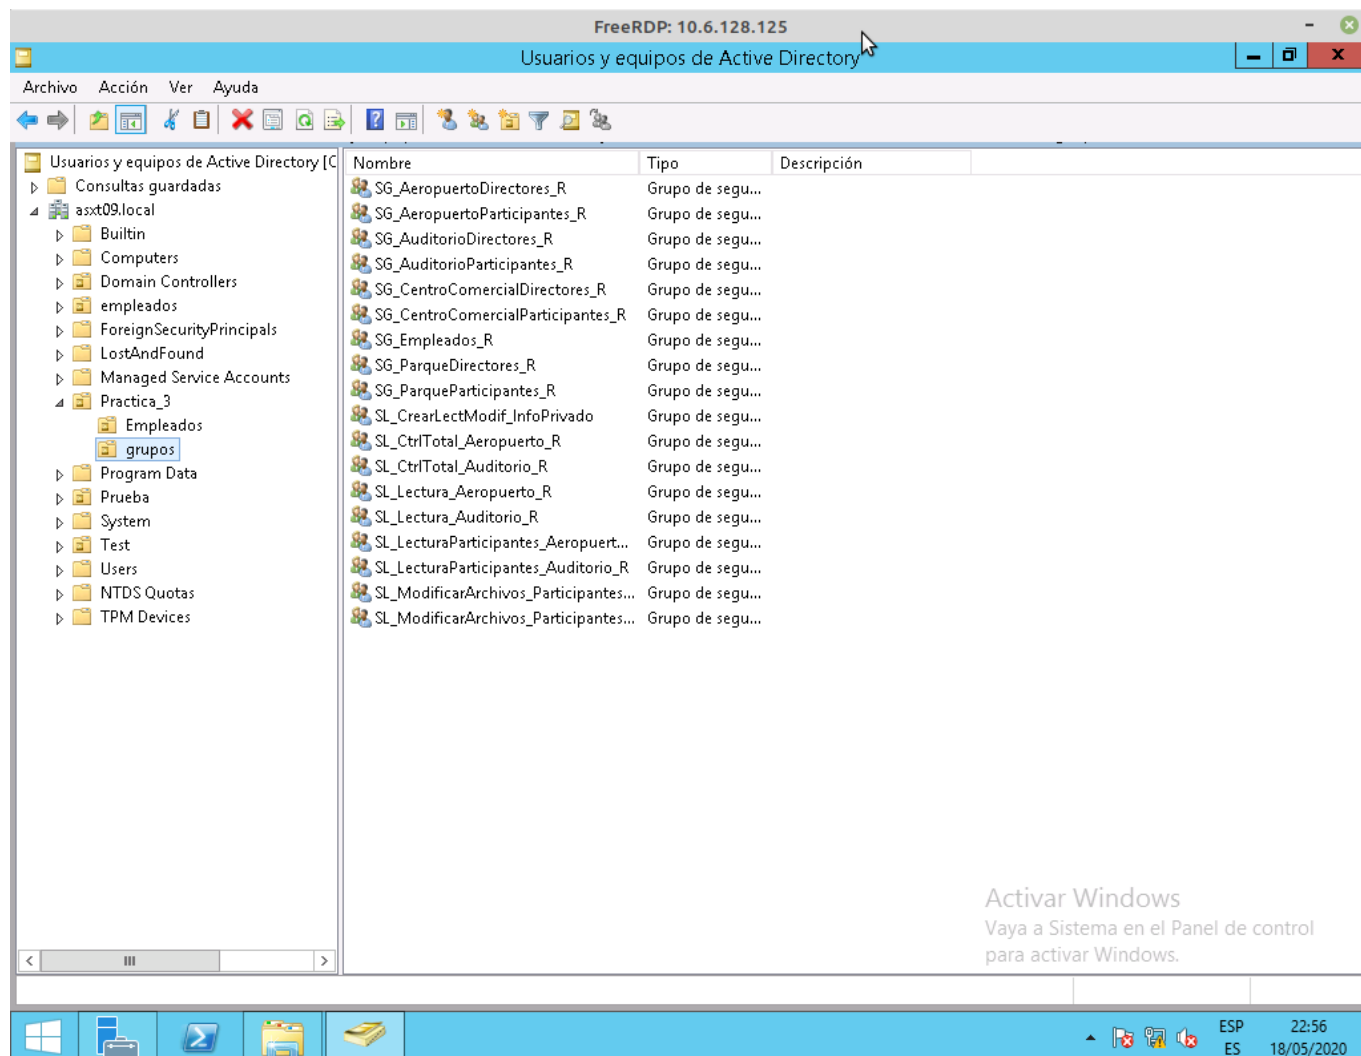 FreeRDP: 10.6.128.125
Usuarios y equipos de Active Directory
Archivo Acción Ver Ayuda
Usuarios y equipos de Active Directory [C
Consultas guardadas
asxt09.local
Builtin
Computers
Domain Controllers
empleados
ForeignSecurityPrincipals
LostAndFound
Managed Service Accounts
Practica_3
Empleados
grupos
Program Data
Prueba
System
Test
Users
NTDS Quotas
TPM Devices
Nombre Tipo Descripción
SG_AeropuertoDirectores_R Grupo de segu...
SG_AeropuertoParticipantes_R Grupo de segu...
SG_AuditorioDirectores_R Grupo de segu...
SG_AuditorioParticipantes_R Grupo de segu...
SG_CentroComercialDirectores_R Grupo de segu...
SG_CentroComercialParticipantes_R Grupo de segu...
SG_Empleados_R Grupo de segu...
SG_ParqueDirectores_R Grupo de segu...
SG_ParqueParticipantes_R Grupo de segu...
SL_CrearLectModif_InfoPrivado Grupo de segu...
SL_CtrlTotal_Aeropuerto_R Grupo de segu...
SL_CtrlTotal_Auditorio_R Grupo de segu...
SL_Lectura_Aeropuerto_R Grupo de segu...
SL_Lectura_Auditorio_R Grupo de segu...
SL_LecturaParticipantes_Aeropuert... Grupo de segu...
SL_LecturaParticipantes_Auditorio_R Grupo de segu...
SL_ModificarArchivos_Participantes... Grupo de segu...
SL_ModificarArchivos_Participantes... Grupo de segu...
Activar Windows
Vaya a Sistema en el Panel de control
para activar Windows.
ESP 22:56
ES 18/05/2020